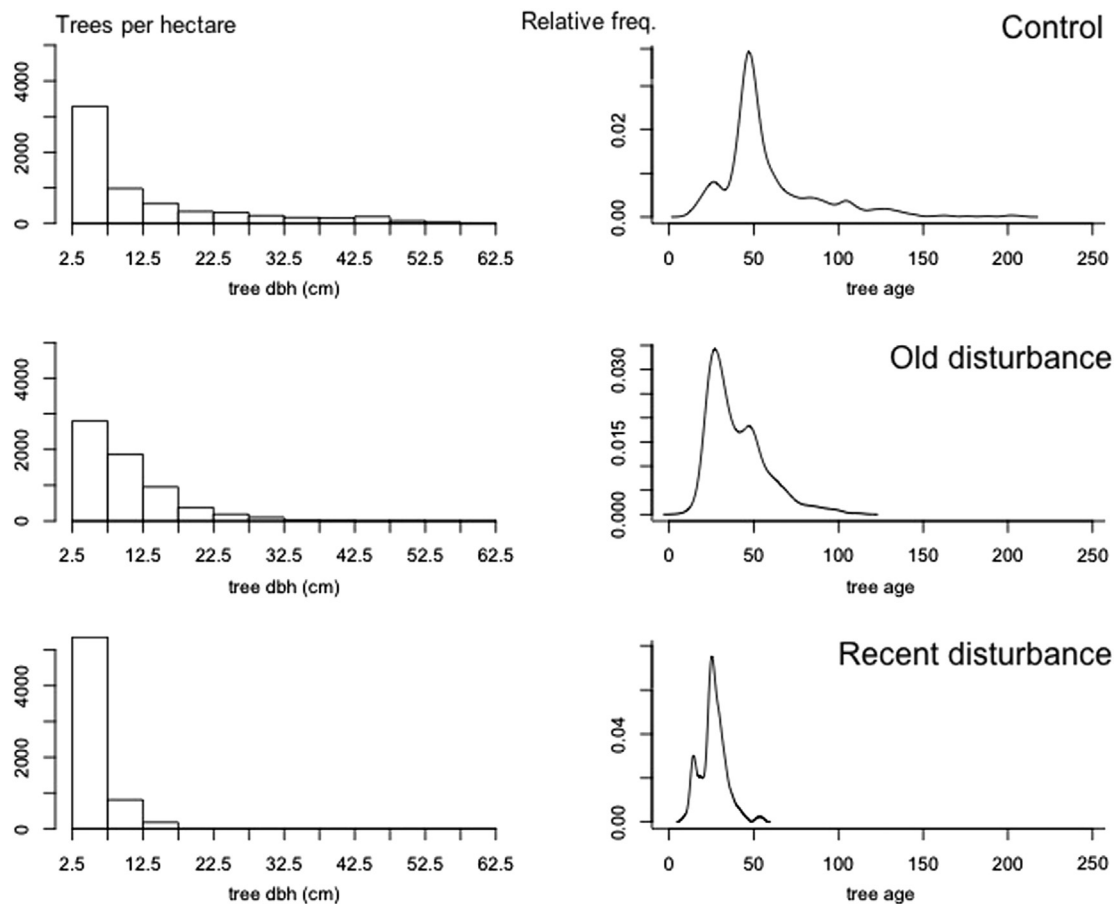 Trees per hectare
Relative freq.
Control
4000
2000
0
2.5 12.5 22.5 32.5 42.5 52.5 62.5
tree dbh (cm)
0.02
0.00
0 50 100 150 200 250
tree age
Old disturbance
4000
2000
0
2.5 12.5 22.5 32.5 42.5 52.5 62.5
tree dbh (cm)
0.030
0.015
0.000
0 50 100 150 200 250
tree age
Recent disturbance
4000
2000
0
2.5 12.5 22.5 32.5 42.5 52.5 62.5
tree dbh (cm)
0.04
0.00
0 50 100 150 200 250
tree age